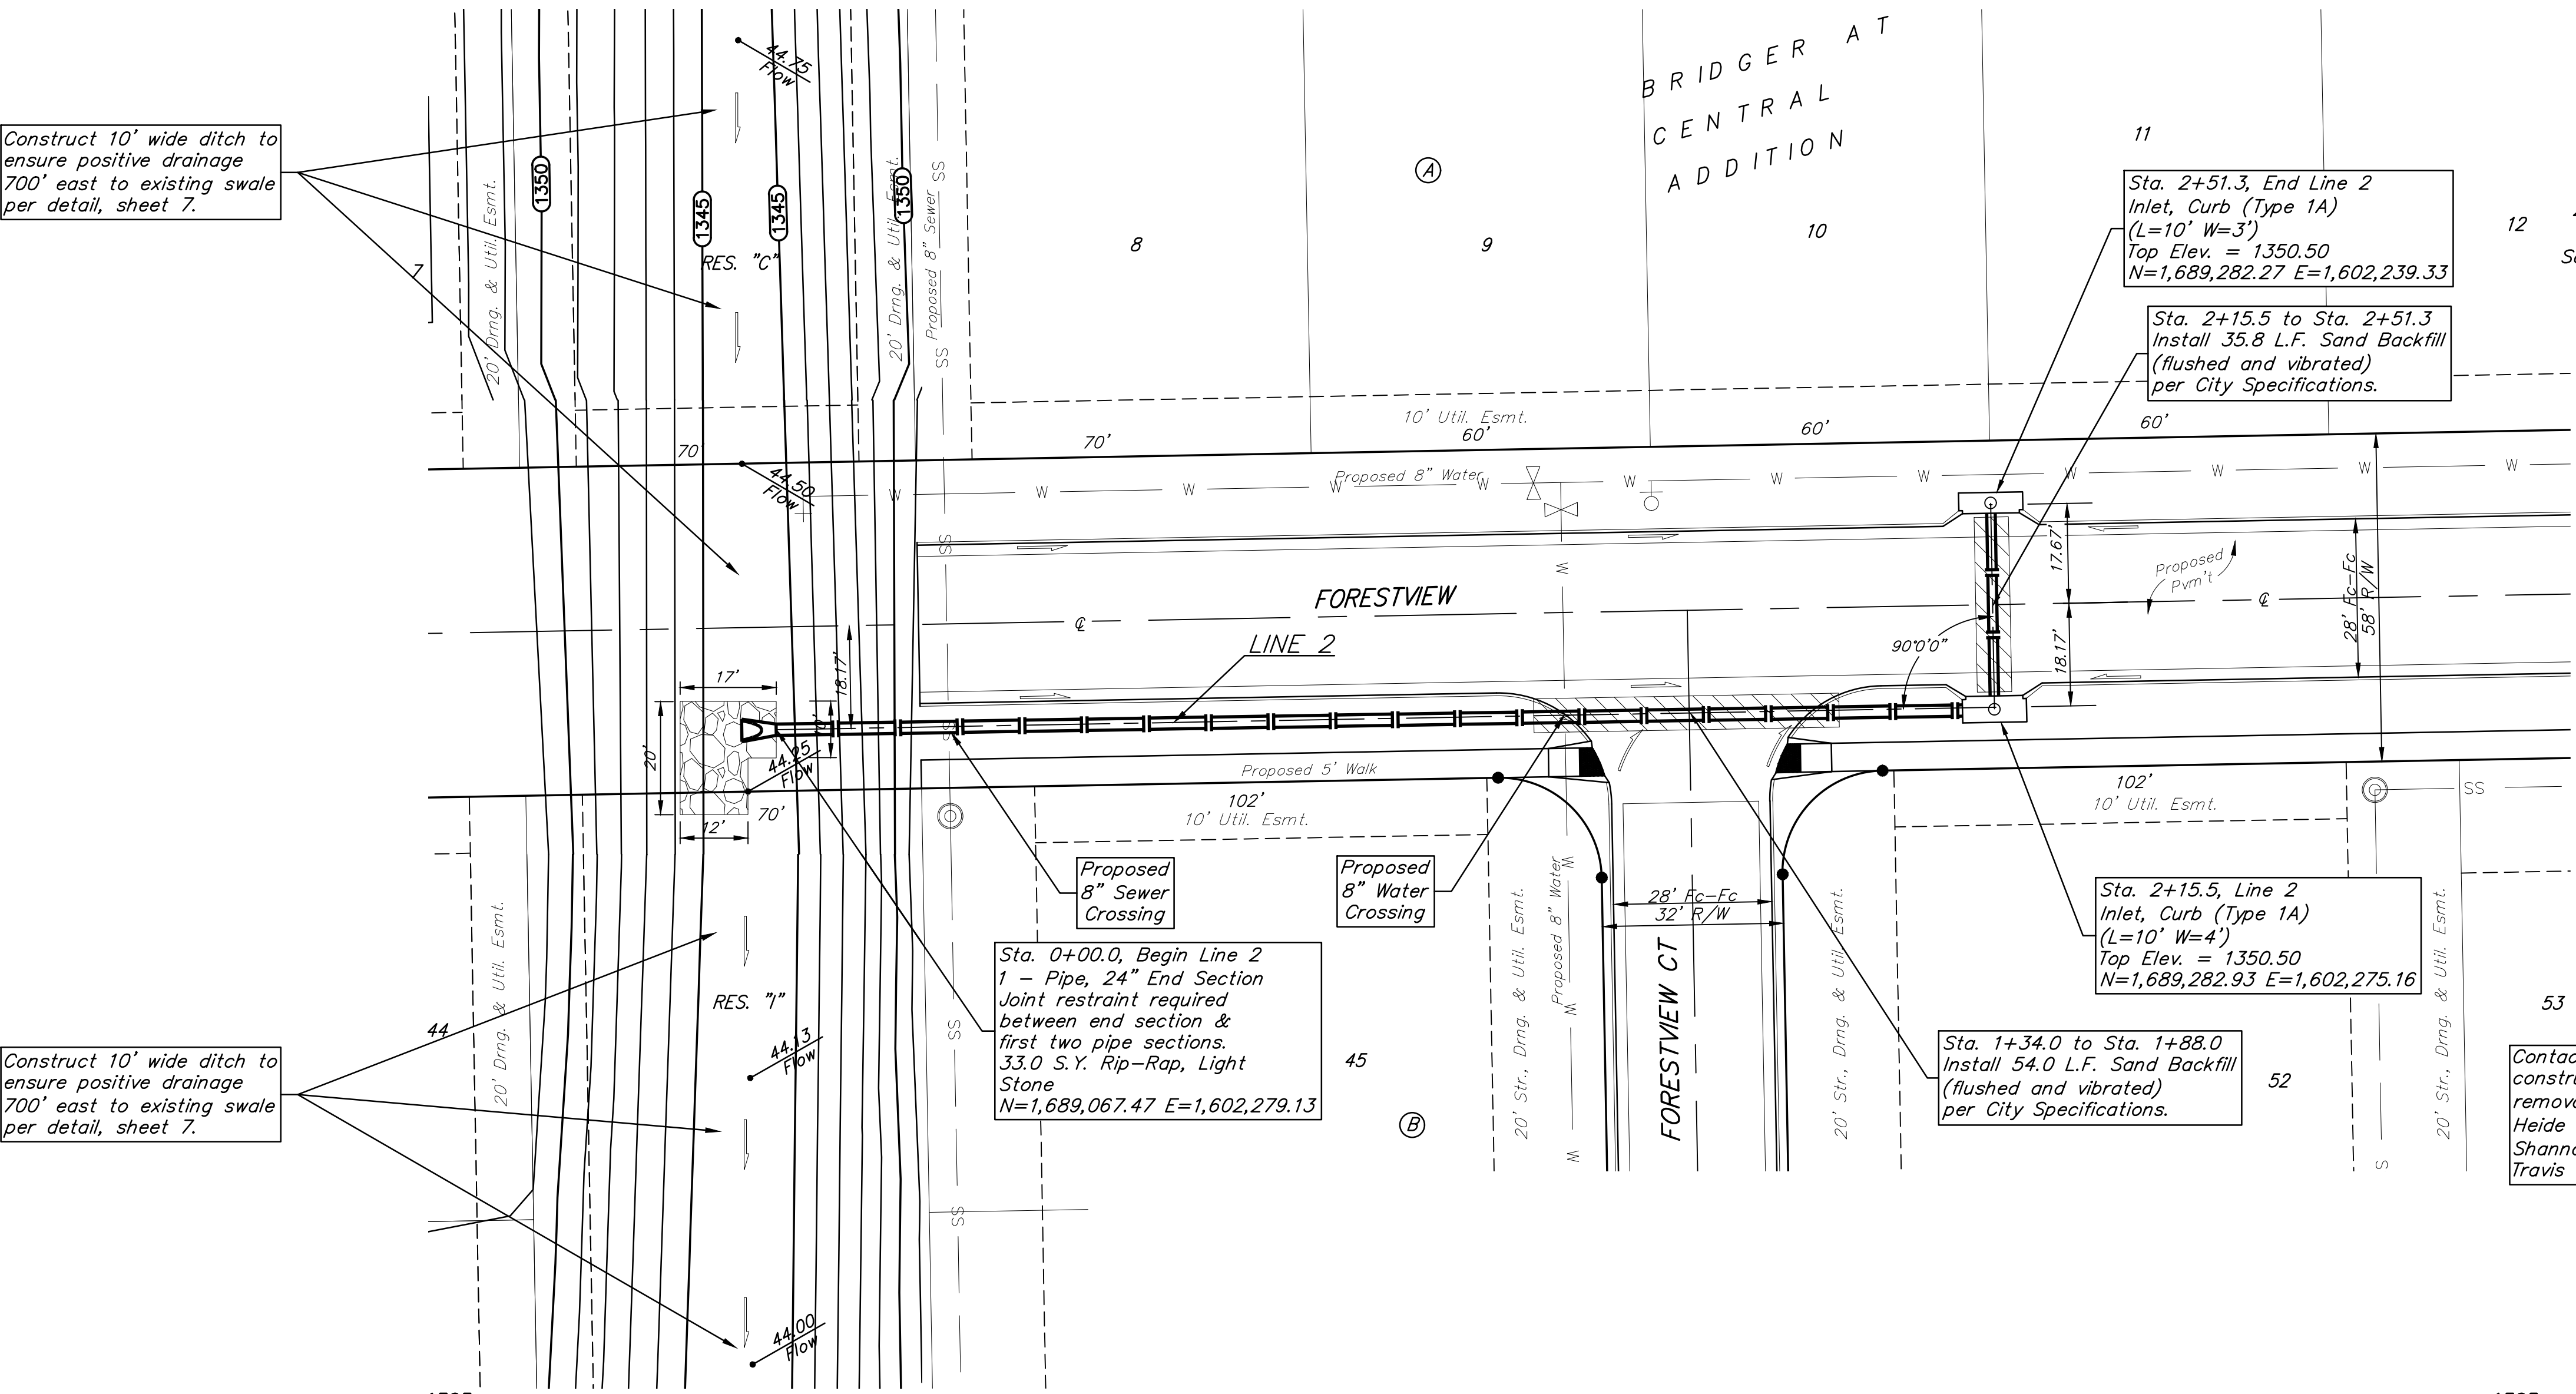 44.75
Flow
BRIDGER AT
CENTRAL
ADDITION
Construct 10' wide ditch to
ensure positive drainage
700' east to existing swale
per detail, sheet 7.
7
20' Drng. & Util. Esmt.
1350
1345
1345
1350
RES. "C"
20' Drng. & Util. Esmt.
Proposed 8" Sewer
SS
SS
A
8
9
10
11
12
Sta. 2+51.3, End Line 2
Inlet, Curb (Type 1A)
(L=10' W=3')
Top Elev. = 1350.50
N=1,689,282.27 E=1,602,239.33
Sta. 2+15.5 to Sta. 2+51.3
Install 35.8 L.F. Sand Backfill
(flushed and vibrated)
per City Specifications.
10' Util. Esmt.
70'
70'
60'
60'
60'
44.50
Flow
Proposed 8" Water
W W W W W W W W W W W W
SS
W
FORESTVIEW
℄
℄
LINE 2
17.67'
18.17'
90°0'0"
Proposed
Pvm't
28' Fc-Fc
58' R/W
18.17'
17'
20'
10'
12'
44.25
Flow
70'
SS
Proposed 5' Walk
102'
10' Util. Esmt.
102'
10' Util. Esmt.
SS
Proposed
8" Sewer
Crossing
Proposed
8" Water
Crossing
28' Fc-Fc
32' R/W
Sta. 2+15.5, Line 2
Inlet, Curb (Type 1A)
(L=10' W=4')
Top Elev. = 1350.50
N=1,689,282.93 E=1,602,275.16
Sta. 0+00.0, Begin Line 2
1 - Pipe, 24" End Section
Joint restraint required
between end section &
first two pipe sections.
33.0 S.Y. Rip-Rap, Light
Stone
N=1,689,067.47 E=1,602,279.13
Sta. 1+34.0 to Sta. 1+88.0
Install 54.0 L.F. Sand Backfill
(flushed and vibrated)
per City Specifications.
20' Drng. & Util. Esmt.
RES. "I"
44
44.13
Flow
SS
SS
45
B
20' Str., Drng. & Util. Esmt.
Proposed 8" Water
W
W
W
FORESTVIEW CT
20' Str., Drng. & Util. Esmt.
52
20' Str., Drng. & Util. Esmt.
53
Construct 10' wide ditch to
ensure positive drainage
700' east to existing swale
per detail, sheet 7.
44.00
Flow
Heide
Travis